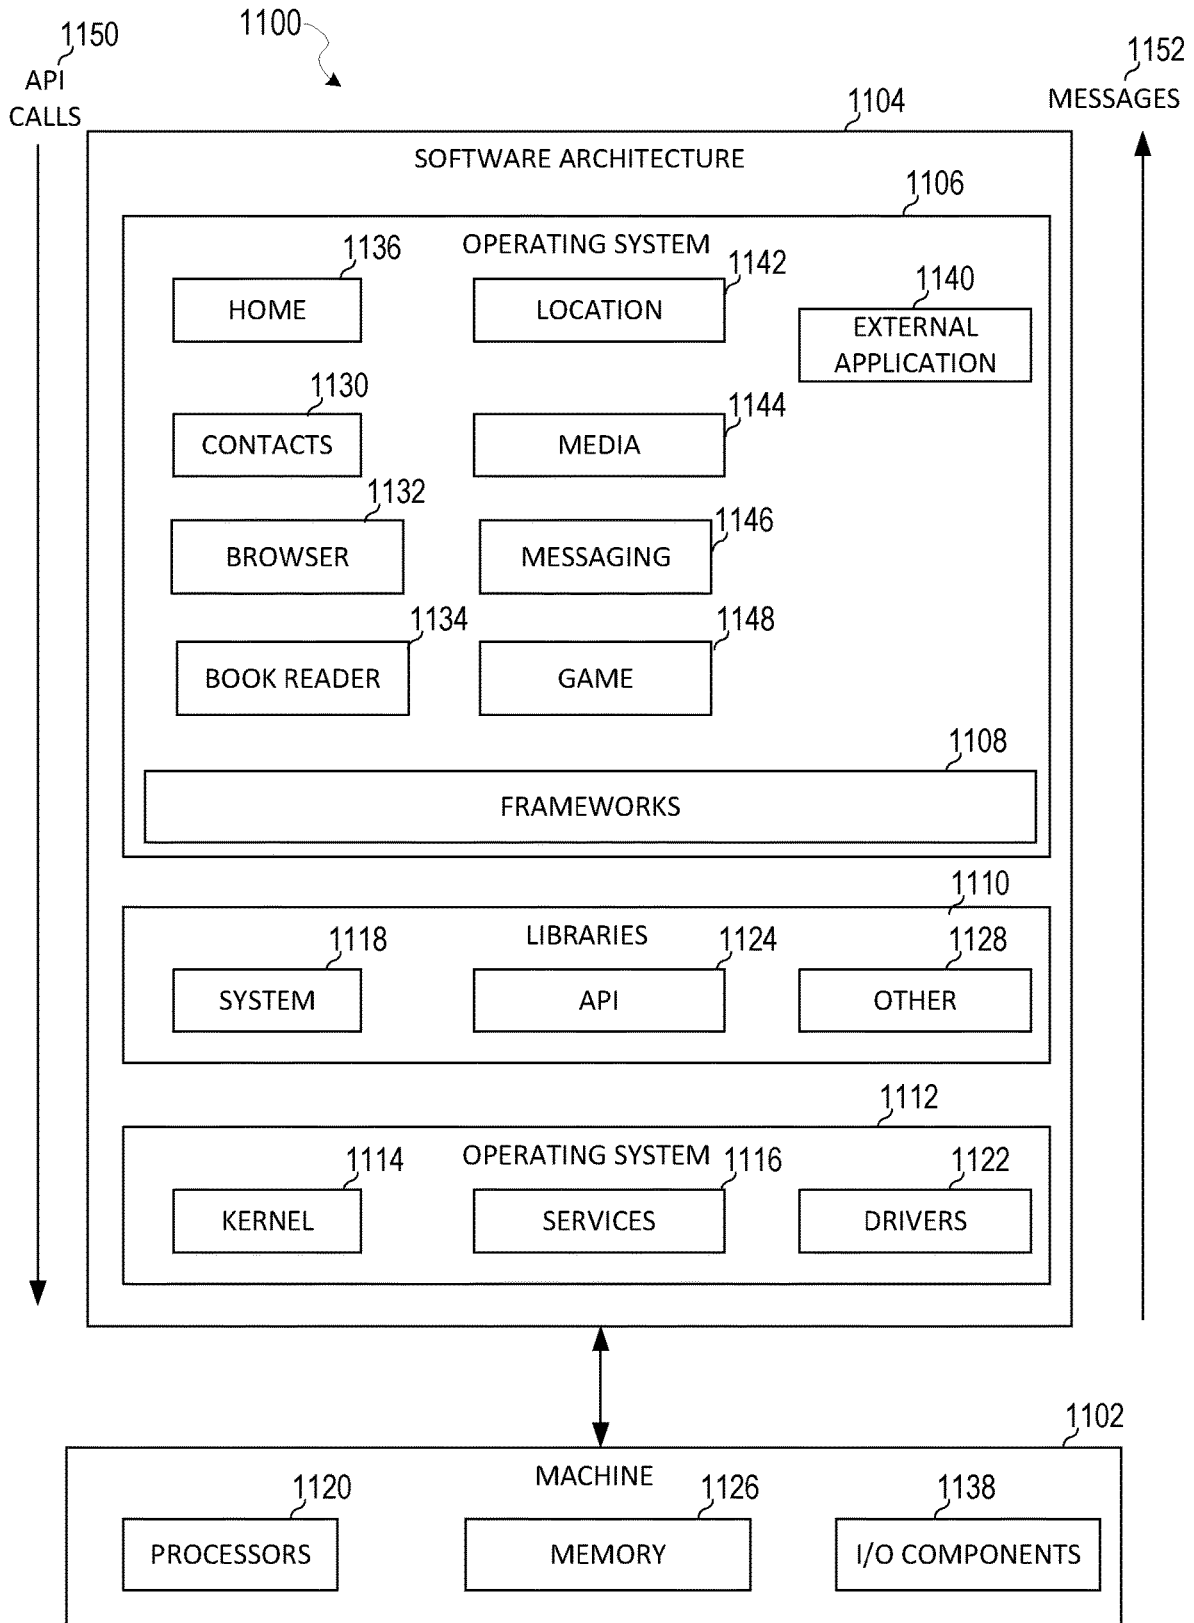 1150
1100
1152
API
CALLS
MESSAGES
1104
SOFTWARE ARCHITECTURE
1106
OPERATING SYSTEM
1136
HOME
1142
LOCATION
1140
EXTERNAL
APPLICATION
1130
CONTACTS
1144
MEDIA
1132
BROWSER
1146
MESSAGING
1134
BOOK READER
1148
GAME
1108
FRAMEWORKS
1110
LIBRARIES
1118
SYSTEM
1124
API
1128
OTHER
1112
OPERATING SYSTEM
1114
KERNEL
1116
SERVICES
1122
DRIVERS
1102
MACHINE
1120
PROCESSORS
1126
MEMORY
1138
I/O COMPONENTS